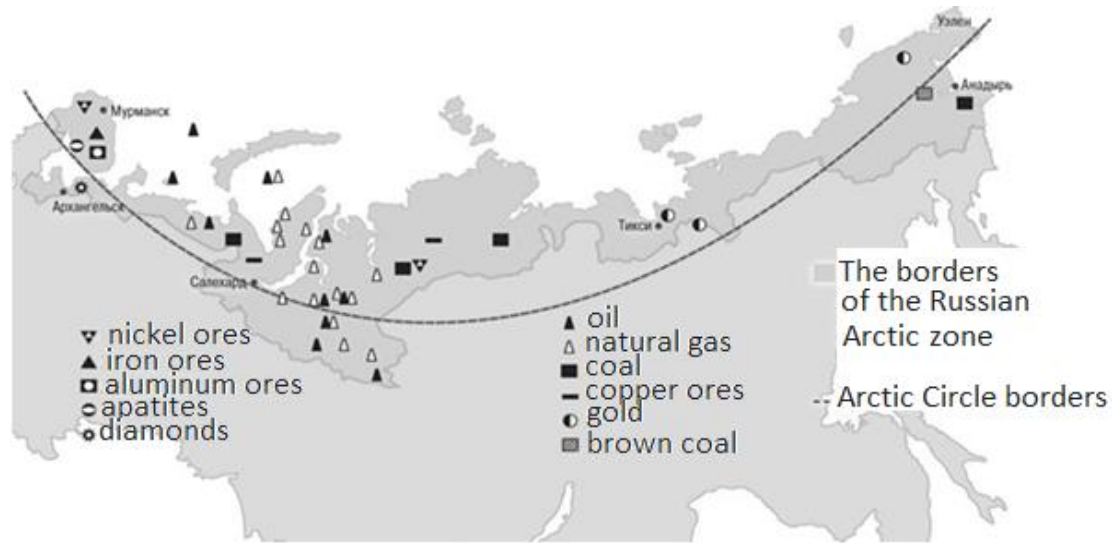 Уэлен
Анадырь
Мурманск
Архангельск
Тикси
Салехард
nickel ores
iron ores
aluminum ores
apatites
diamonds
oil
natural gas
coal
copper ores
gold
brown coal
The borders
of the Russian
Arctic zone
Arctic Circle borders